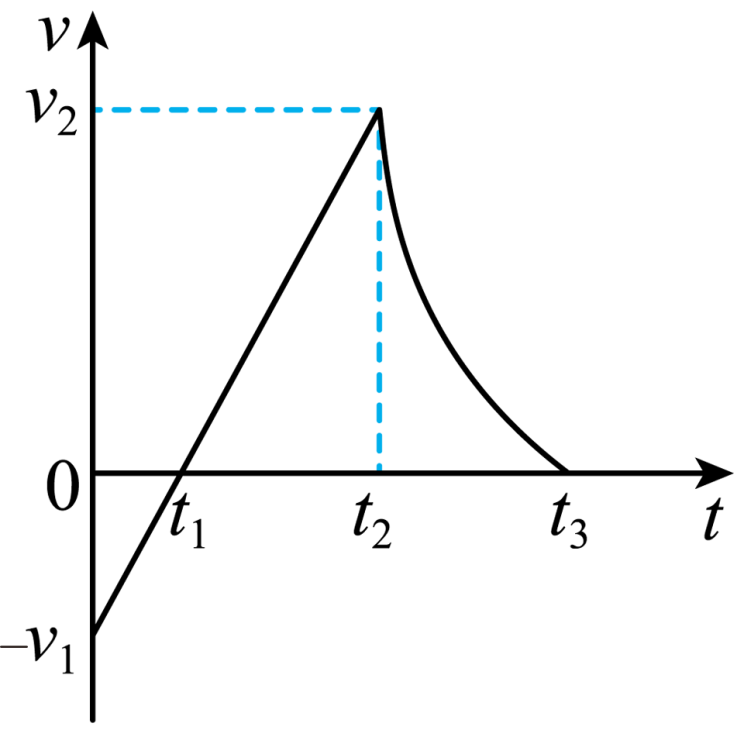 v
v₂
0
t₁ t₂ t₃ t
–v₁